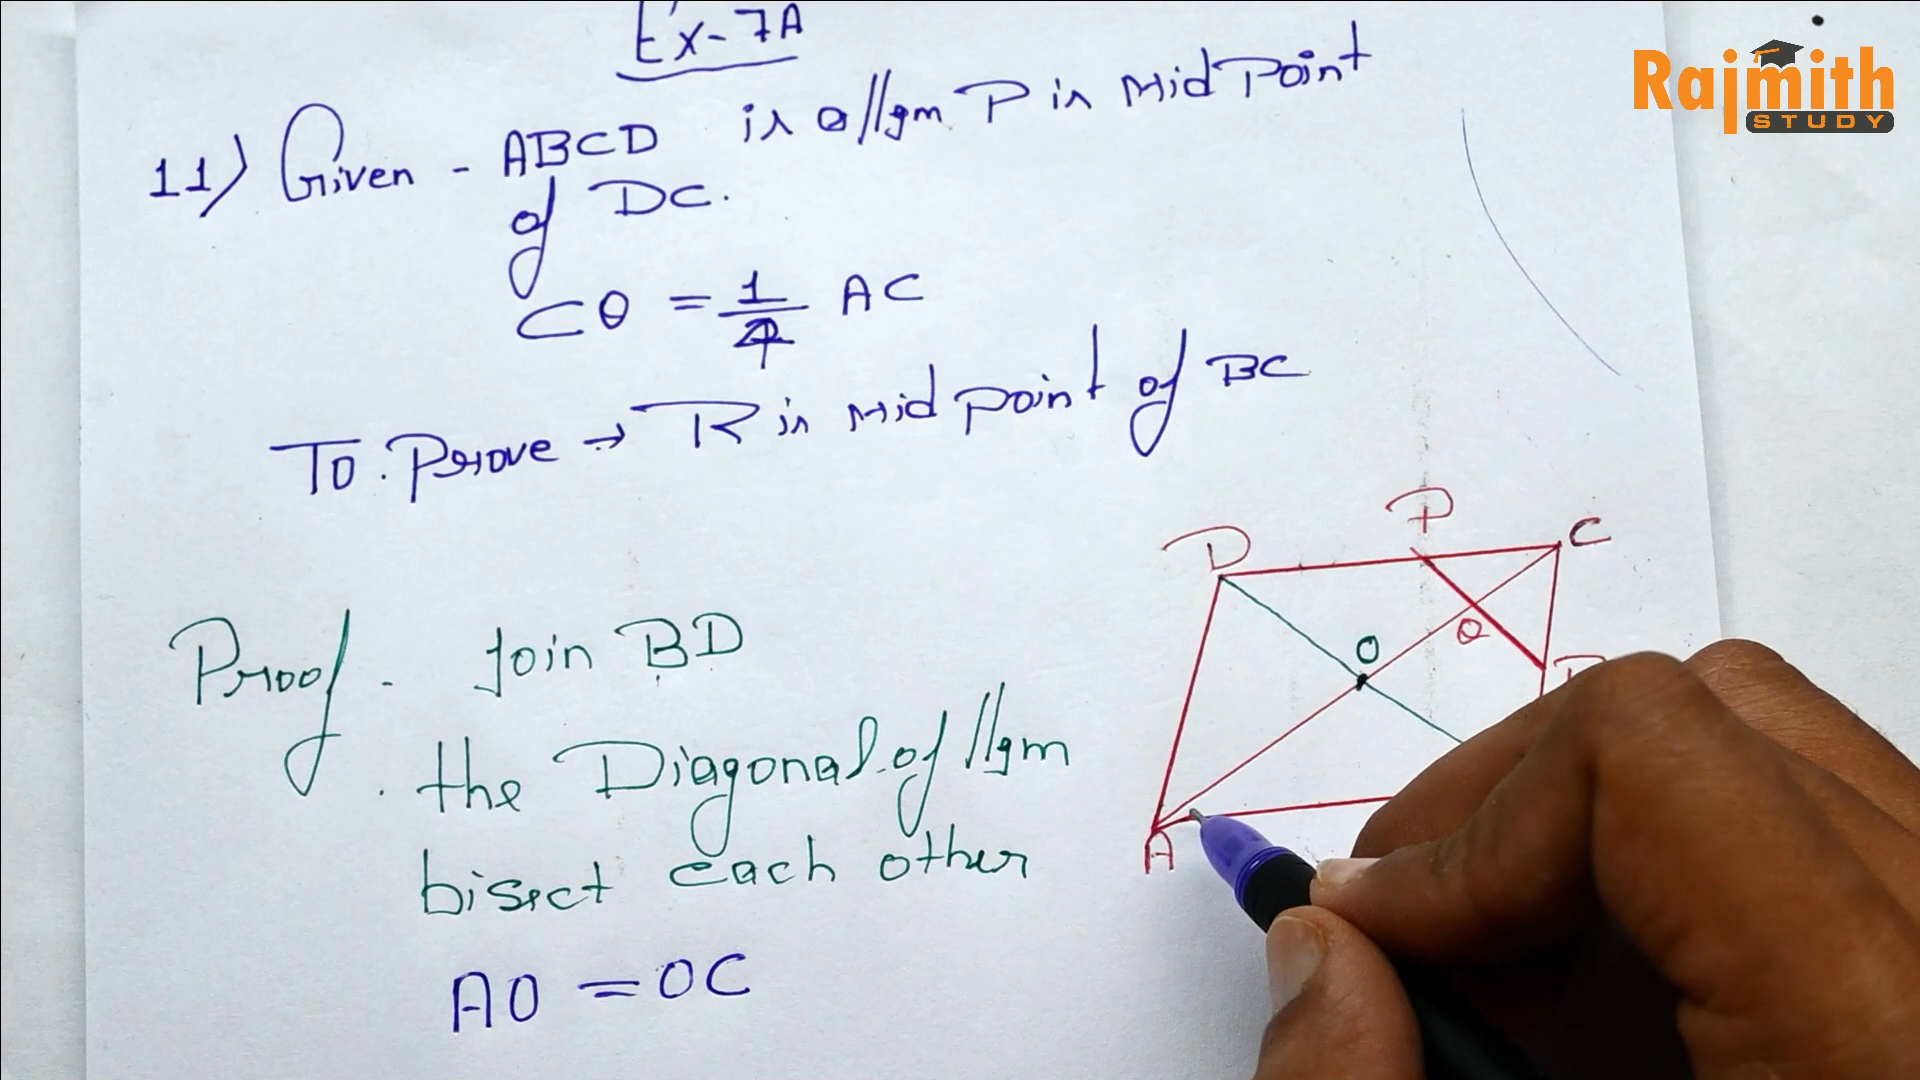 Ex-7A
11) Given - ABCD is a //gm P is Mid Point
of DC.
CQ = 1/4 AC
To. Prove → R is Mid point of BC
Proof - Join BD
the Diagonal of //gm
bisect each other
AO = OC
D P C
O Q
A
Rajmith
STUDY